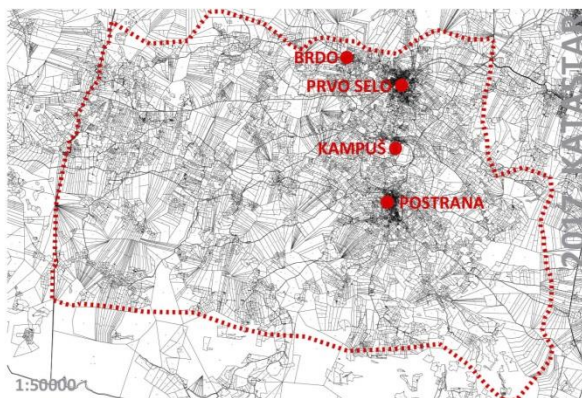 BRDO
PRVO SELO
KAMPUŠ
POSTRANA
2017 KATASTAR
1:50000